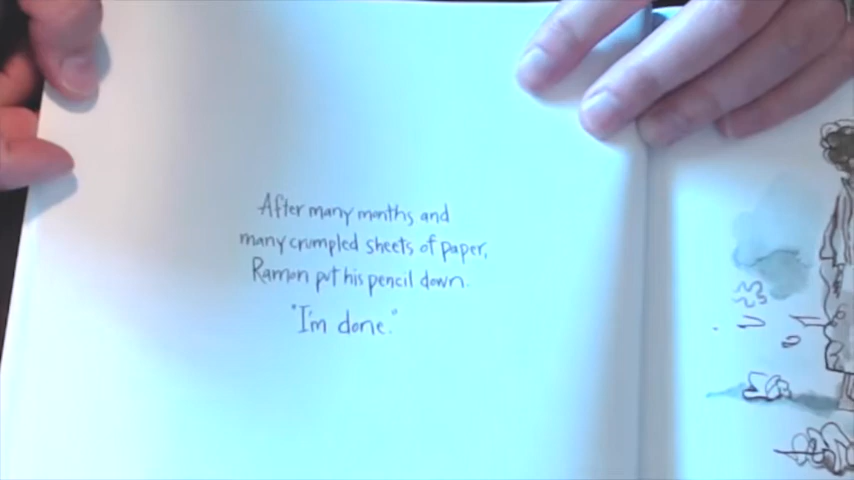 After many months and
many crumpled sheets of paper,
Ramon put his pencil down.
"I'm done."